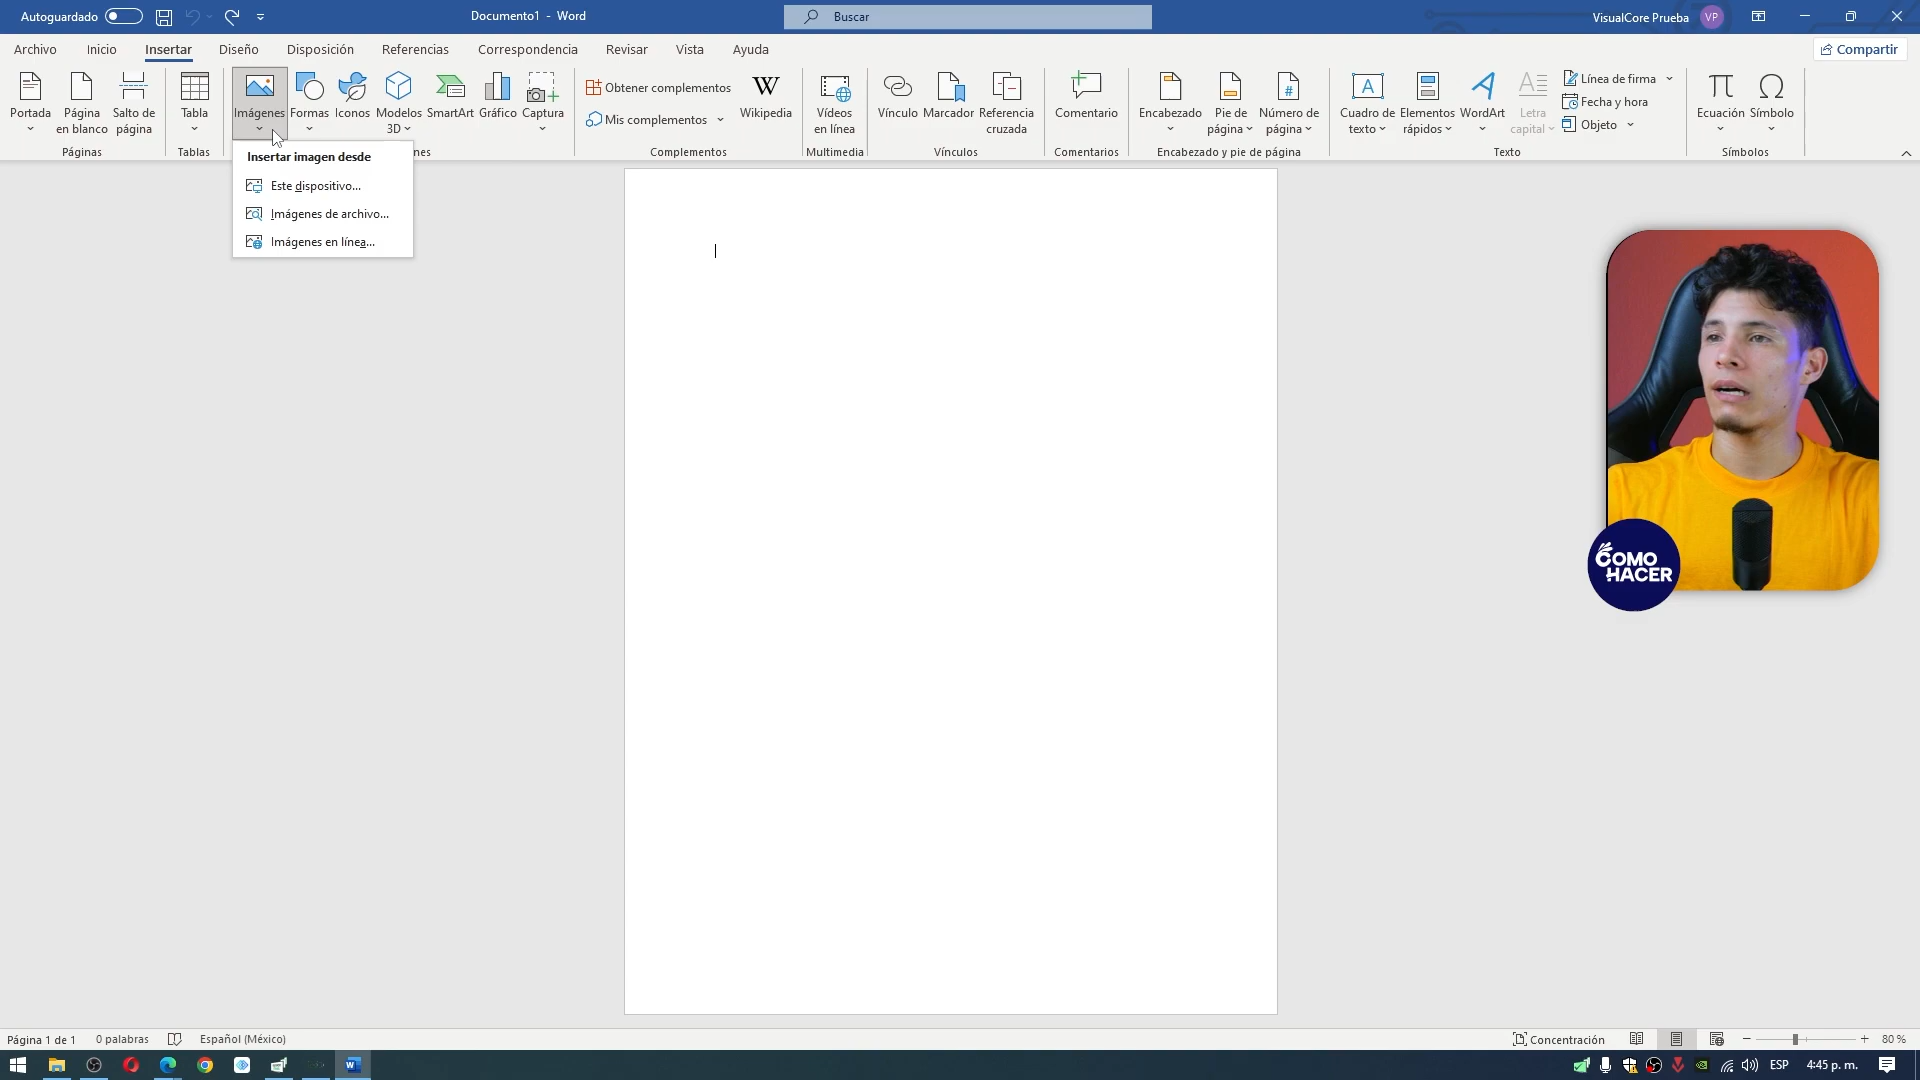 Autoguardado
Documento1 - Word
Buscar
VisualCore Prueba VP
Archivo Inicio Insertar Diseño Disposición Referencias Correspondencia Revisar Vista Ayuda
Compartir
Portada
Página en blanco
Salto de página
Páginas
Tabla
Tablas
Imágenes
Formas
Iconos
Modelos 3D
SmartArt
Gráfico
Captura
nes
Obtener complementos
Mis complementos
W
Wikipedia
Complementos
Vídeos en línea
Multimedia
Vínculo
Marcador
Referencia cruzada
Vínculos
Comentario
Comentarios
Encabezado
Pie de página
#
Número de página
Encabezado y pie de página
A
Cuadro de texto
Elementos rápidos
A
WordArt
A
Letra capital
Línea de firma
Fecha y hora
Objeto
Texto
π
Ecuación
Ω
Símbolo
Símbolos
Insertar imagen desde
Este dispositivo...
Imágenes de archivo...
Imágenes en línea...
COMO
HACER
Página 1 de 1 0 palabras Español (México)
Concentración
80 %
ESP 4:45 p. m.